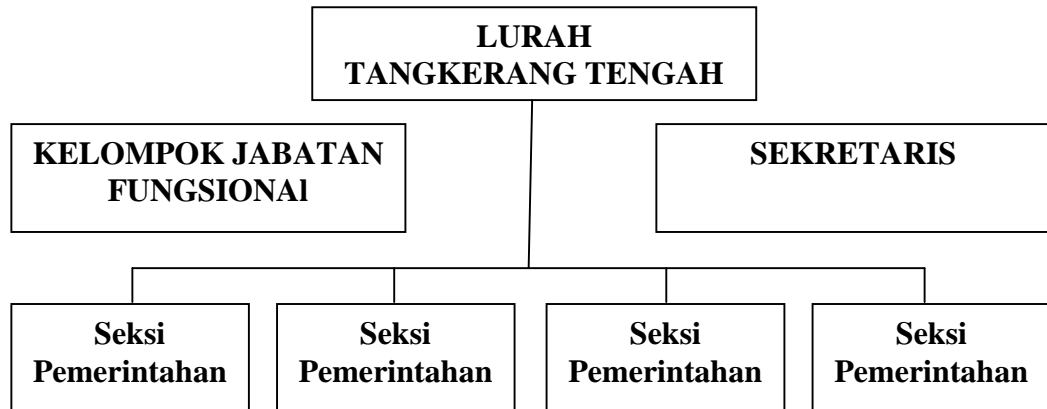 LURAH
TANGKERANG TENGAH
KELOMPOK JABATAN
FUNGSIONAl
SEKRETARIS
Seksi
Pemerintahan
Seksi
Pemerintahan
Seksi
Pemerintahan
Seksi
Pemerintahan